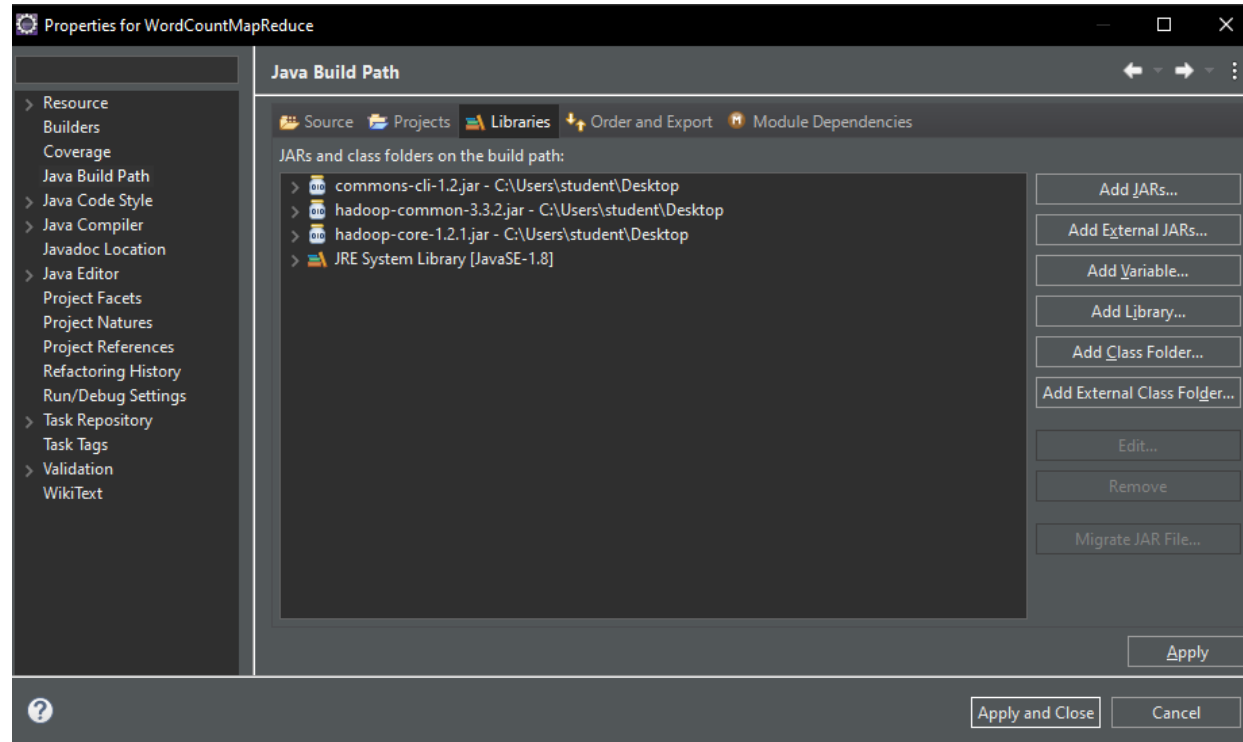 Properties for WordCountMapReduce
Java Build Path
Resource
Builders
Coverage
Java Build Path
Java Code Style
Java Compiler
Javadoc Location
Java Editor
Project Facets
Project Natures
Project References
Refactoring History
Run/Debug Settings
Task Repository
Task Tags
Validation
WikiText
Source Projects Libraries Order and Export Module Dependencies
JARs and class folders on the build path:
commons-cli-1.2.jar - C:\Users\student\Desktop
hadoop-common-3.3.2.jar - C:\Users\student\Desktop
hadoop-core-1.2.1.jar - C:\Users\student\Desktop
JRE System Library [JavaSE-1.8]
Add JARs...
Add External JARs...
Add Variable...
Add Library...
Add Class Folder...
Add External Class Folder...
Edit...
Remove
Migrate JAR File...
Apply
Apply and Close Cancel